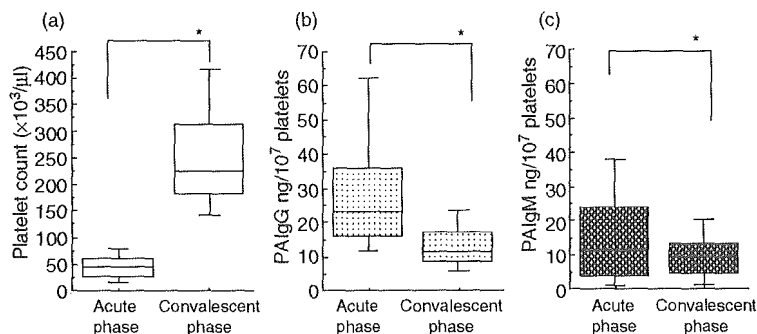 (a)
*
Platelet count (×10³/μl)
450
400
350
300
250
200
150
100
50
0
Acute phase
Convalescent phase
(b)
*
PAIgG ng/10⁷ platelets
70
60
50
40
30
20
10
0
Acute phase
Convalescent phase
(c)
*
PAIgM ng/10⁷ platelets
70
60
50
40
30
20
10
0
Acute phase
Convalescent phase